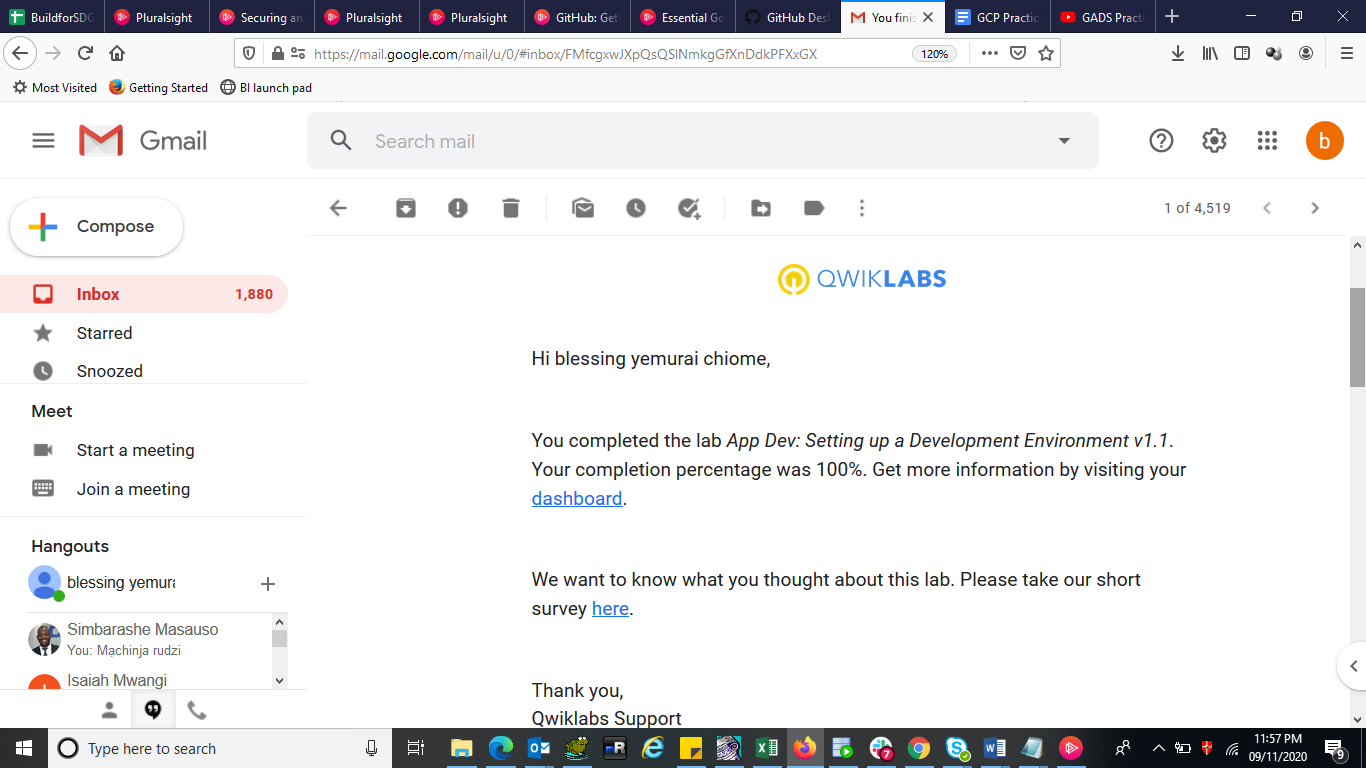 BuildforSDG
Pluralsight
Securing an
Pluralsight
Pluralsight
GitHub: Get
Essential Go
GitHub Desk
You finis
GCP Practic
GADS Practi
https://mail.google.com/mail/u/0/#inbox/FMfcgxwJXpQsQSlNmkgGfXnDdkPFXxGX
120%
Most Visited
Getting Started
BI launch pad
Gmail
Search mail
b
Compose
1 of 4,519
Inbox 1,880
Starred
Snoozed
Meet
Start a meeting
Join a meeting
Hangouts
blessing yemura
Simbarashe Masauso
You: Machinja rudzi
Isaiah Mwangi
QWIKLABS
Hi blessing yemurai chiome,
You completed the lab App Dev: Setting up a Development Environment v1.1.
Your completion percentage was 100%. Get more information by visiting your
dashboard.
We want to know what you thought about this lab. Please take our short
survey here.
Thank you,
Qwiklabs Support
Type here to search
7
11:57 PM
09/11/2020
9